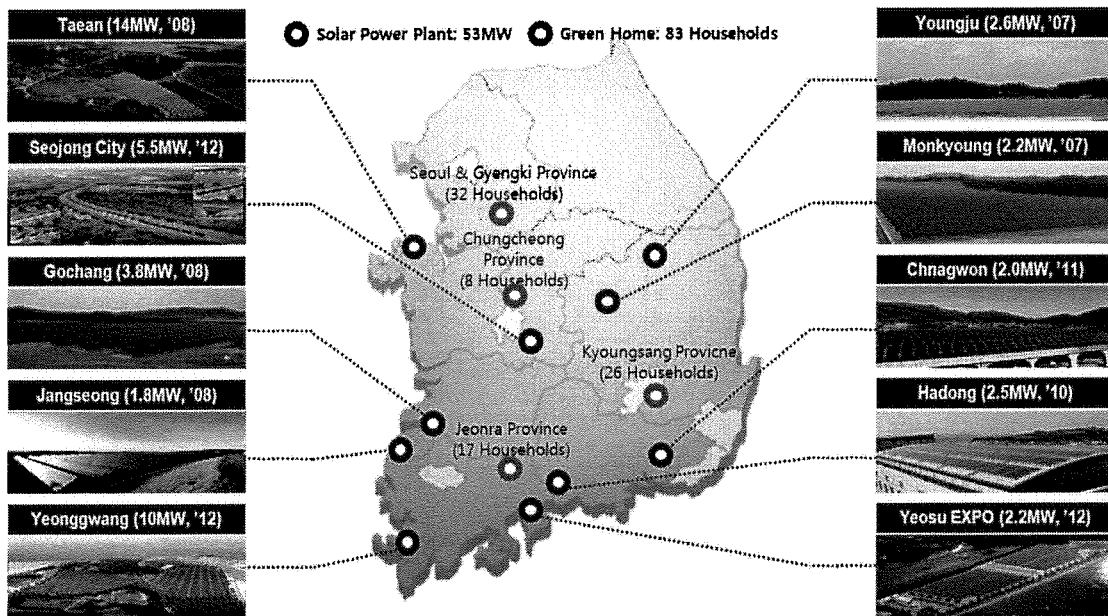 Taean (14MW, '08)
Solar Power Plant: 53MW
Green Home: 83 Households
Youngju (2.6MW, '07)
Seojong City (5.5MW, '12)
Monkyoung (2.2MW, '07)
Seoul & Gyengki Province
(32 Households)
Chungcheong
Province
(8 Households)
Gochang (3.8MW, '08)
Chnagwon (2.0MW, '11)
Kyoungsang Provicne
(26 Households)
Jangseong (1.8MW, '08)
Hadong (2.5MW, '10)
Jeonra Province
(17 Households)
Yeonggwang (10MW, '12)
Yeosu EXPO (2.2MW, '12)